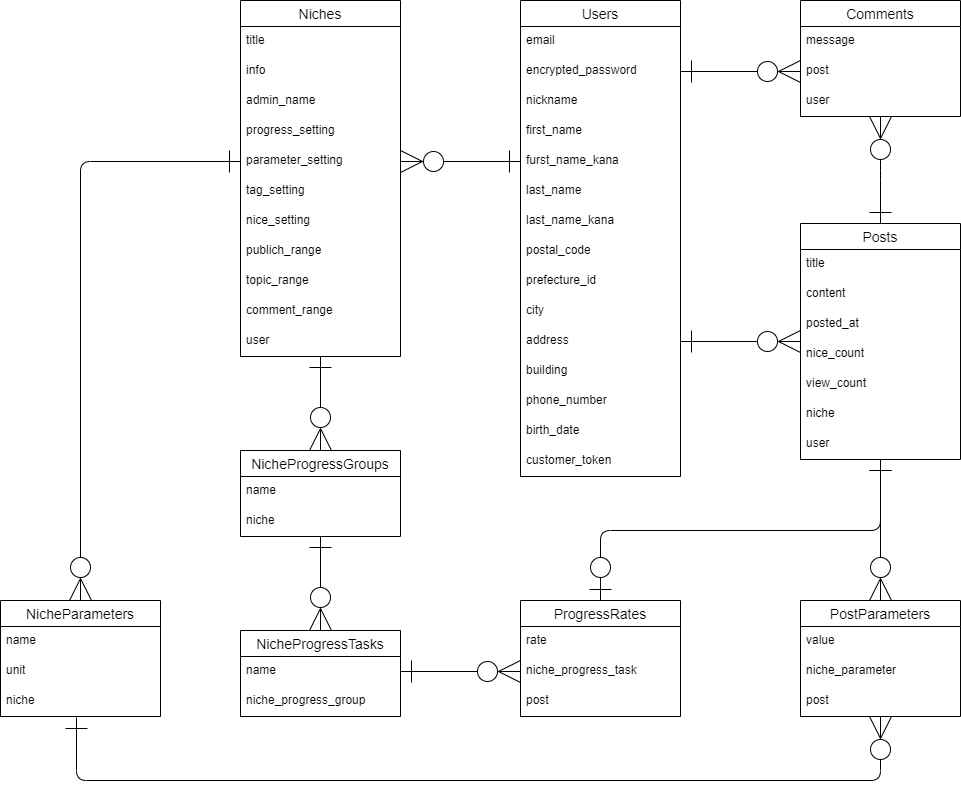 Niches
title
info
admin_name
progress_setting
parameter_setting
tag_setting
nice_setting
publich_range
topic_range
comment_range
user
Users
email
encrypted_password
nickname
first_name
furst_name_kana
last_name
last_name_kana
postal_code
prefecture_id
city
address
building
phone_number
birth_date
customer_token
Comments
message
post
user
Posts
title
content
posted_at
nice_count
view_count
niche
user
NicheProgressGroups
name
niche
NicheParameters
name
unit
niche
NicheProgressTasks
name
niche_progress_group
ProgressRates
rate
niche_progress_task
post
PostParameters
value
niche_parameter
post